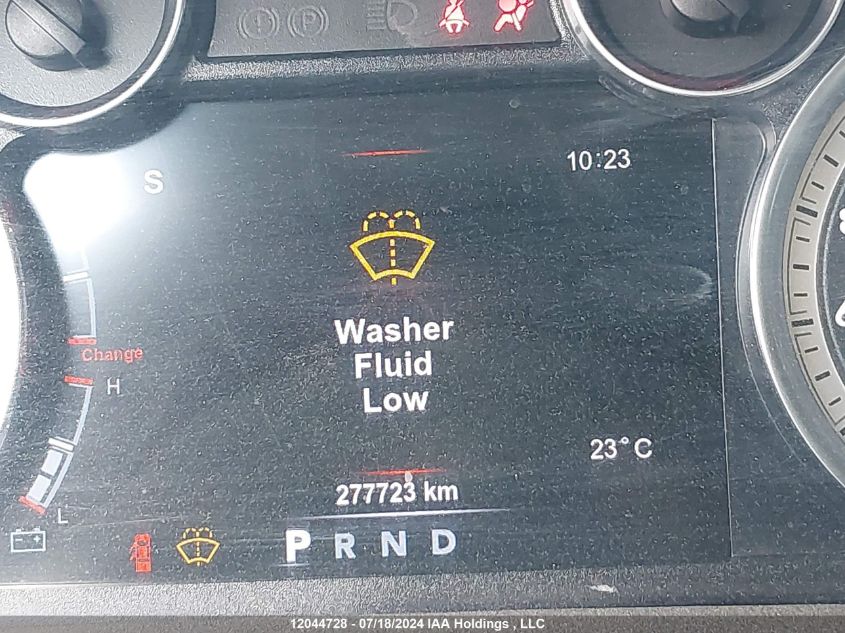 S
10:23
Washer
Fluid
Low
Change
H
23°C
277723 km
L
P R N D
12044728 - 07/18/2024 IAA Holdings, LLC